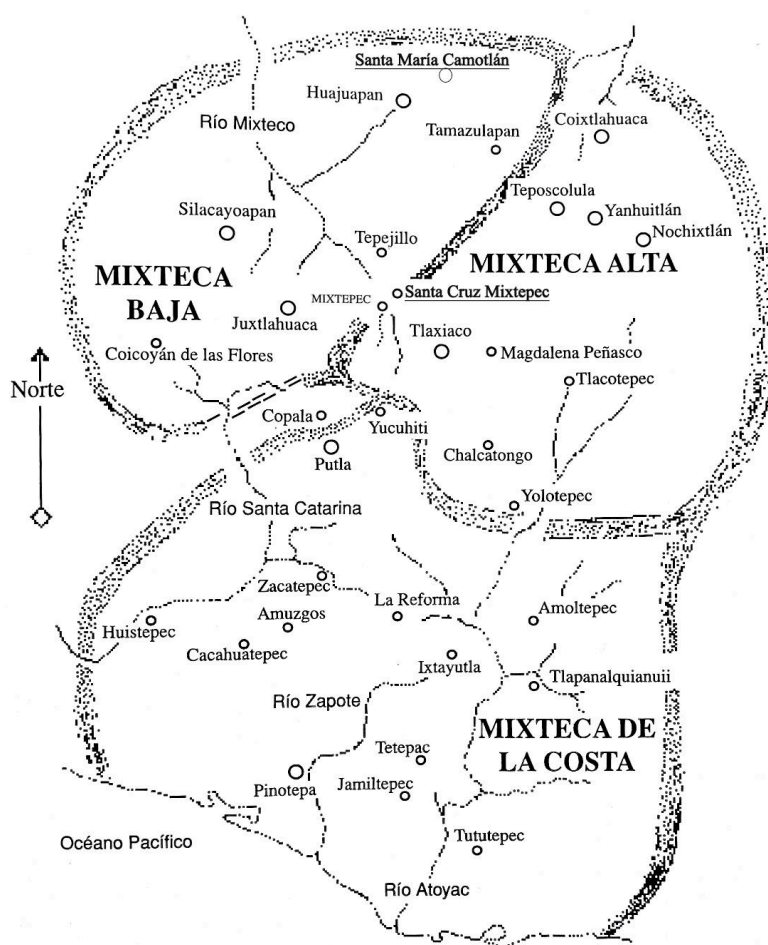 Santa María Camotlán
Huajuapan
Río Mixteco
Coixtlahuaca
Tamazulapan
Teposcolula
Yanhuitlán
Silacayoapan
Nochixtlán
Tepejillo
MIXTECA
BAJA
MIXTECA ALTA
MIXTEPEC
Santa Cruz Mixtepec
Juxtlahuaca
Tlaxiaco
Coicoyán de las Flores
Magdalena Peñasco
Norte
Tlacotepec
Copala
Yucuhiti
Chalcatongo
Putla
Yolotepec
Río Santa Catarina
Zacatepec
La Reforma
Amoltepec
Amuzgos
Huistepec
Cacahuatepec
Ixtayutla
Tlapanalquianuii
Río Zapote
MIXTECA DE
LA COSTA
Tetepac
Pinotepa
Jamiltepec
Océano Pacífico
Tututepec
Río Atoyac